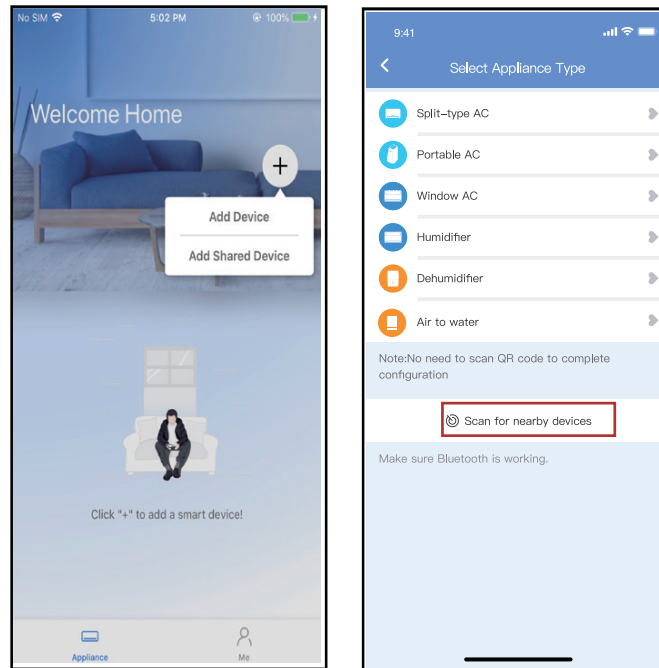 No SIM 5:02 PM 100%
Welcome Home
+
Add Device
Add Shared Device
Click "+" to add a smart device!
Appliance Me
9:41
Select Appliance Type
Split-type AC
Portable AC
Window AC
Humidifier
Dehumidifier
Air to water
Note:No need to scan QR code to complete
configuration
Scan for nearby devices
Make sure Bluetooth is working.